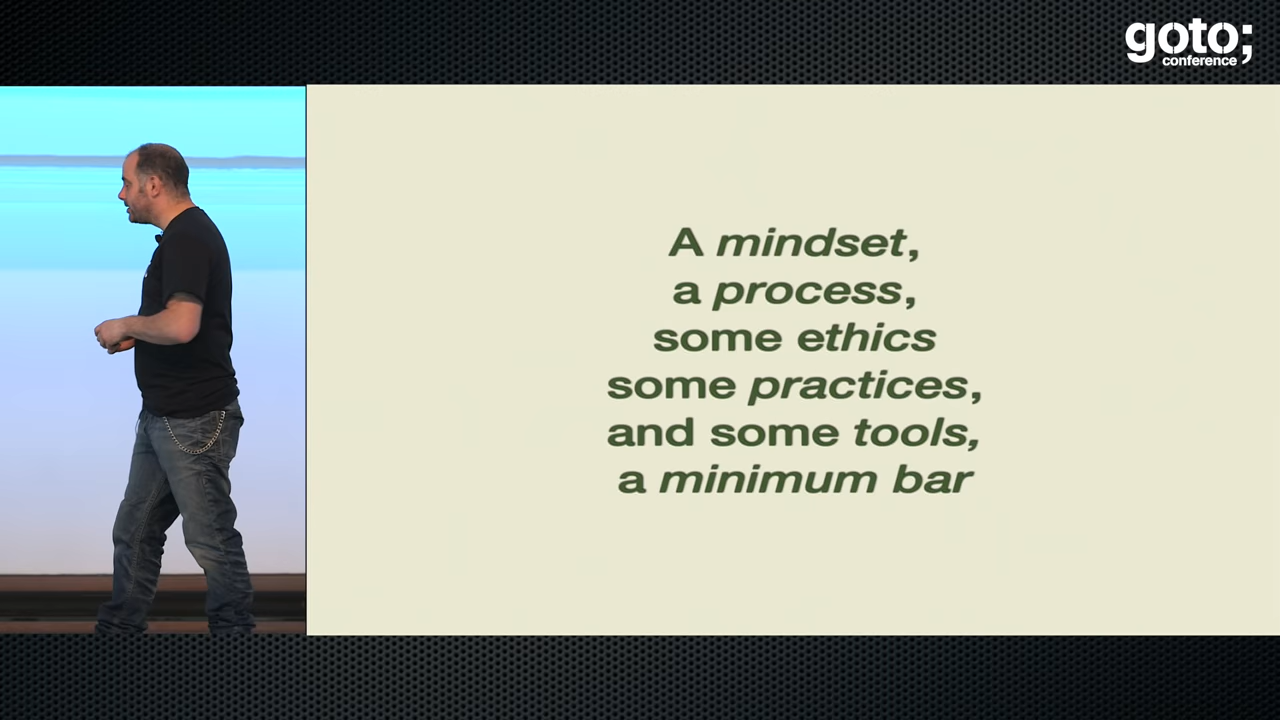 goto;
conference
A mindset,
a process,
some ethics
some practices,
and some tools,
a minimum bar